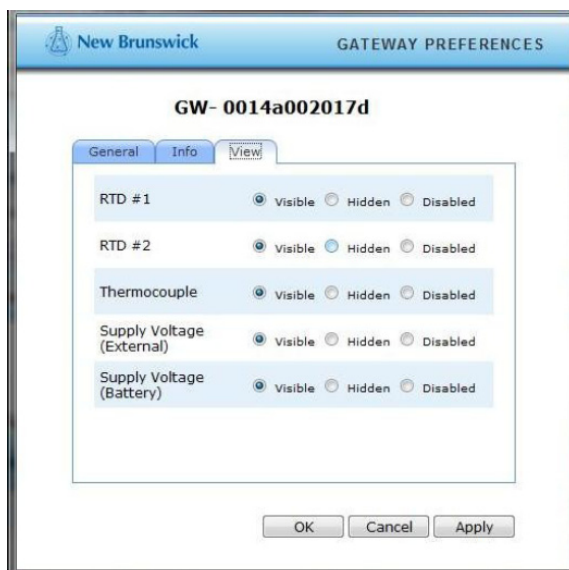 New Brunswick GATEWAY PREFERENCES
GW- 0014a002017d
General Info View
RTD #1 Visible Hidden Disabled
RTD #2 Visible Hidden Disabled
Thermocouple Visible Hidden Disabled
Supply Voltage
(External) Visible Hidden Disabled
Supply Voltage
(Battery) Visible Hidden Disabled
OK Cancel Apply